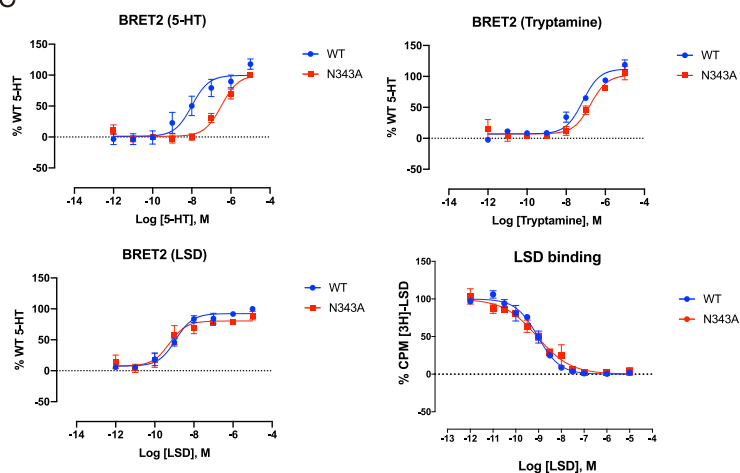 BRET2 (5-HT)
150
100
50
0
-50
% WT 5-HT
-14
-12
-10
-8
-6
-4
Log [5-HT], M
WT
N343A
BRET2 (Tryptamine)
150
100
50
0
-50
% WT 5-HT
-14
-12
-10
-8
-6
-4
Log [Tryptamine], M
WT
N343A
BRET2 (LSD)
150
100
50
0
-50
% WT 5-HT
-14
-12
-10
-8
-6
-4
Log [LSD], M
WT
N343A
LSD binding
150
100
50
0
-50
% CPM [3H]-LSD
-13
-12
-11
-10
-9
-8
-7
-6
-5
-4
Log [LSD], M
WT
N343A